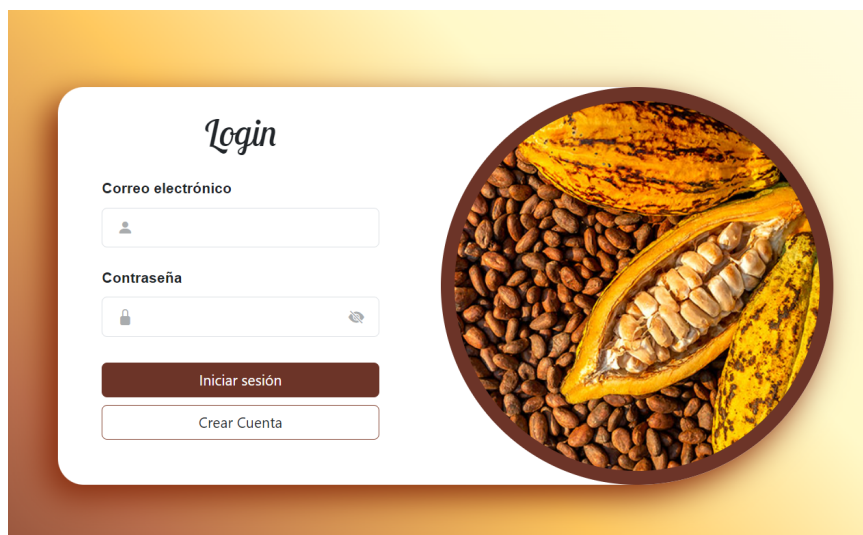 Login
Correo electrónico
Contraseña
Iniciar sesión
Crear Cuenta